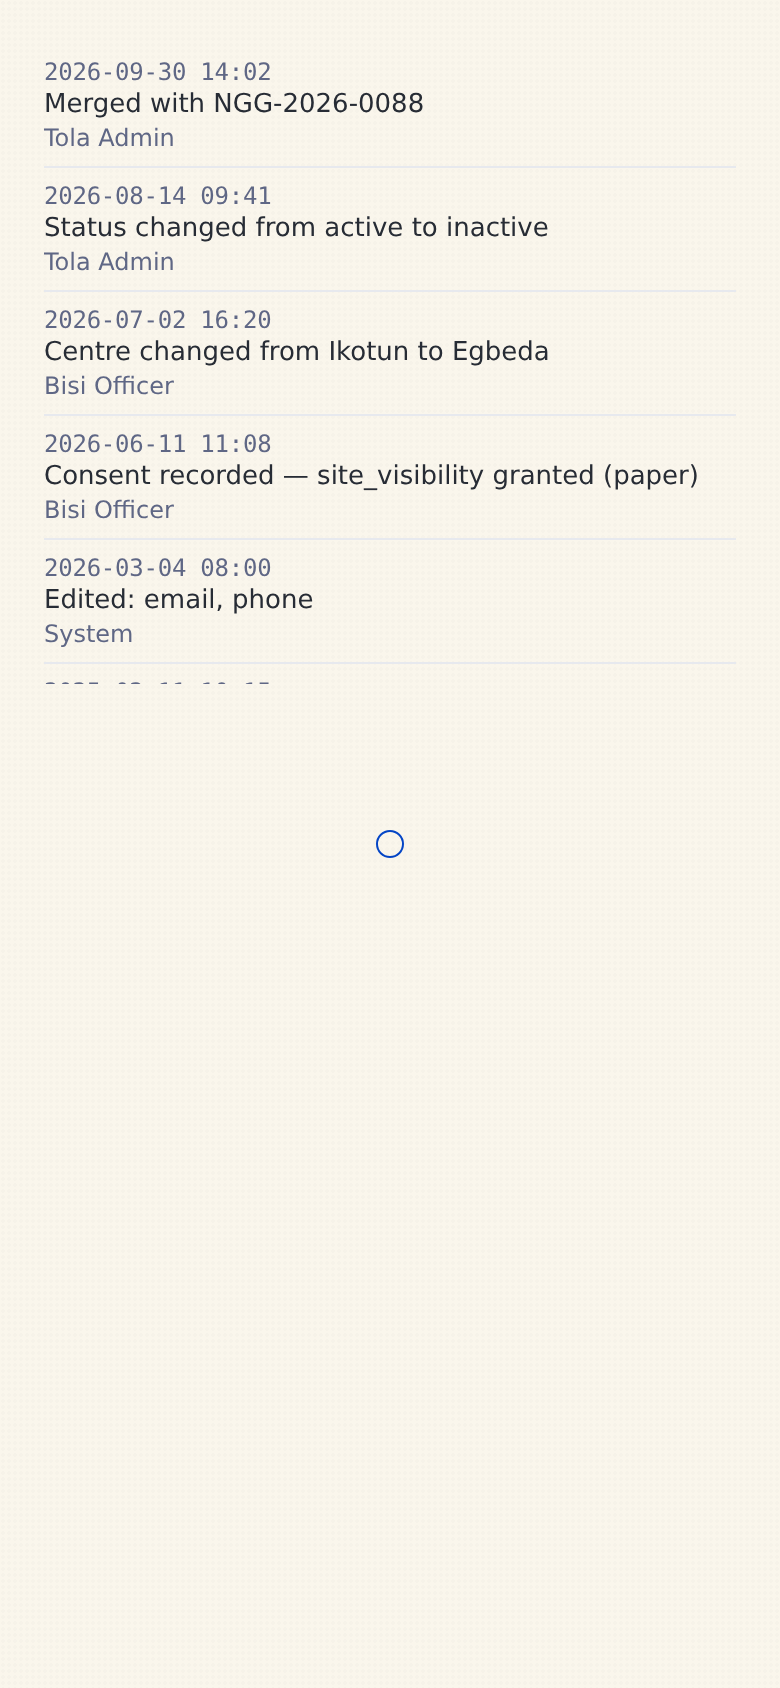 2026-09-30 14:02
Merged with NGG-2026-0088
Tola Admin
2026-08-14 09:41
Status changed from active to inactive
Tola Admin
2026-07-02 16:20
Centre changed from Ikotun to Egbeda
Bisi Officer
2026-06-11 11:08
Consent recorded — site_visibility granted (paper)
Bisi Officer
2026-03-04 08:00
Edited: email, phone
System